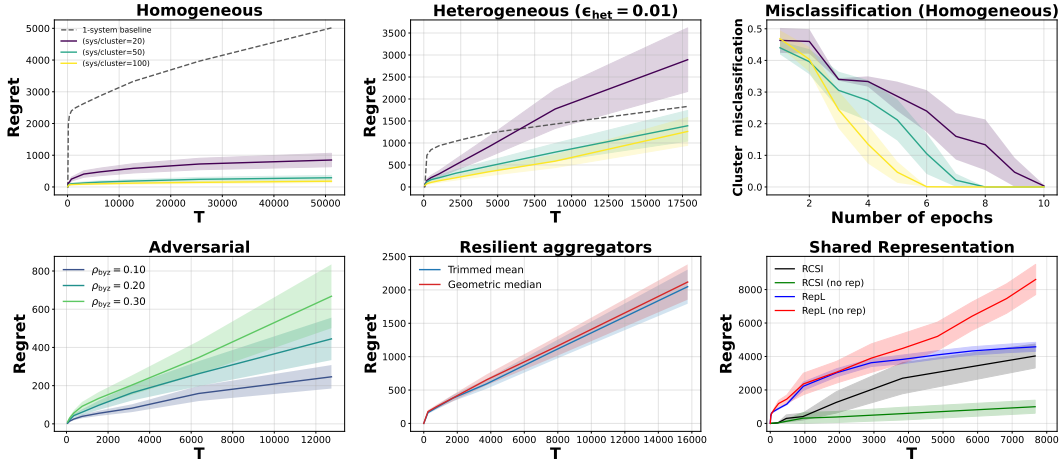 Homogeneous
Regret
5000
4000
3000
2000
1000
0
1-system baseline
(sys/cluster=20)
(sys/cluster=50)
(sys/cluster=100)
0 10000 20000 30000 40000 50000
T
Heterogeneous (ϵhet = 0.01)
Regret
3500
3000
2500
2000
1500
1000
500
0
0 2500 5000 7500 10000 12500 15000 17500
T
Misclassification (Homogeneous)
Cluster misclassification
0.5
0.4
0.3
0.2
0.1
0.0
2 4 6 8 10
Number of epochs
Adversarial
Regret
800
600
400
200
0
ρbyz = 0.10
ρbyz = 0.20
ρbyz = 0.30
0 2000 4000 6000 8000 10000 12000
T
Resilient aggregators
Regret
2500
2000
1500
1000
500
0
Trimmed mean
Geometric median
0 2000 4000 6000 8000 10000 12000 14000 16000
T
Shared Representation
Regret
8000
6000
4000
2000
0
RCSI
RCSI (no rep)
RepL
RepL (no rep)
0 1000 2000 3000 4000 5000 6000 7000 8000
T